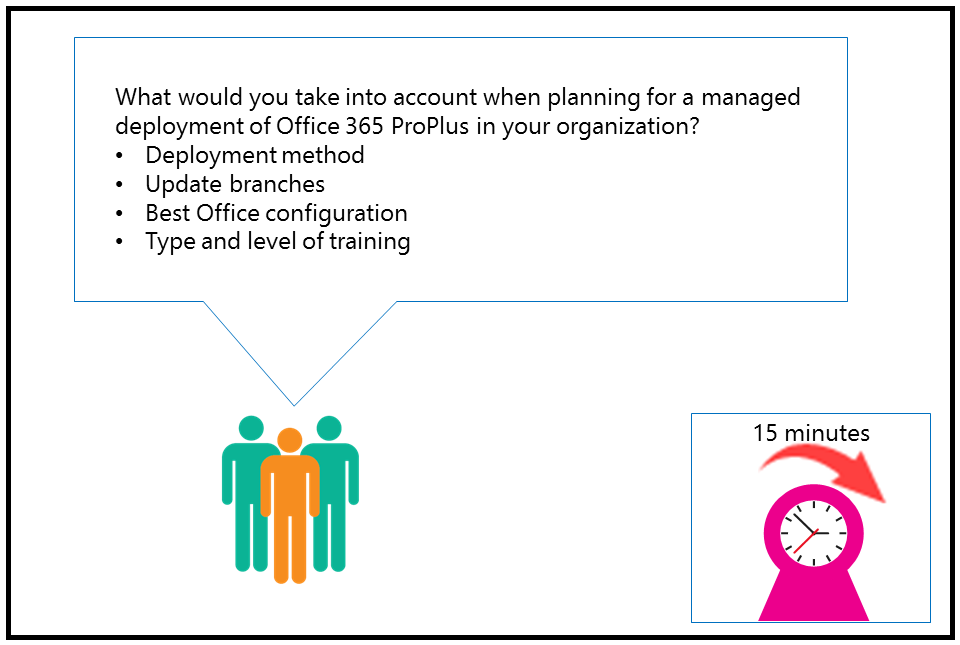 What would you take into account when planning for a managed
deployment of Office 365 ProPlus in your organization?
• Deployment method
• Update branches
• Best Office configuration
• Type and level of training
15 minutes